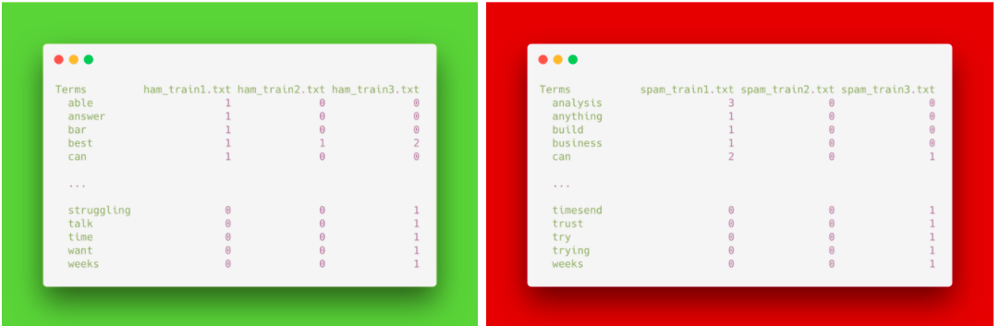 Terms ham_train1.txt ham_train2.txt ham_train3.txt
able 1 0 0
answer 1 0 0
bar 1 0 0
best 1 1 2
can 1 0 0
...
struggling 0 0 1
talk 0 0 1
time 0 0 1
want 0 0 1
weeks 0 0 1
Terms spam_train1.txt spam_train2.txt spam_train3.txt
analysis 3 0 0
anything 1 0 0
build 1 0 0
business 1 0 0
can 2 0 1
...
timesend 0 0 1
trust 0 0 1
try 0 0 1
trying 0 0 1
weeks 0 0 1